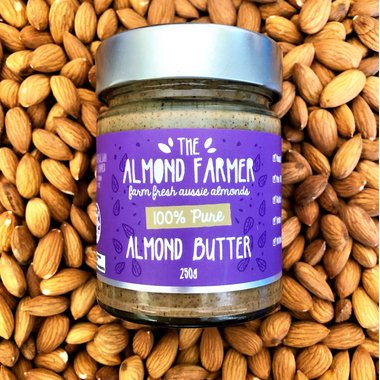 THE
ALMOND FARMER
farm fresh aussie almonds
100% Pure
ALMOND BUTTER
250g